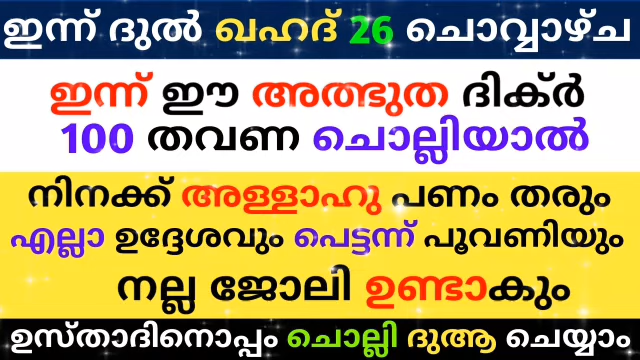 ഇന്ന് ദുൽ ഖഹദ് 26 ചൊവ്വാഴ്ച
ഇന്ന് ഈ അത്ഭുത ദിക്ർ
100 തവണ ചൊല്ലിയാൽ
നിനക്ക് അള്ളാഹു പണം തരും
എല്ലാ ഉദ്ദേശവും പെട്ടന്ന് പൂവണിയും
നല്ല ജോലി ഉണ്ടാകും
ഉസ്താദിനൊപ്പം ചൊല്ലി ദുആ ചെയ്യാം